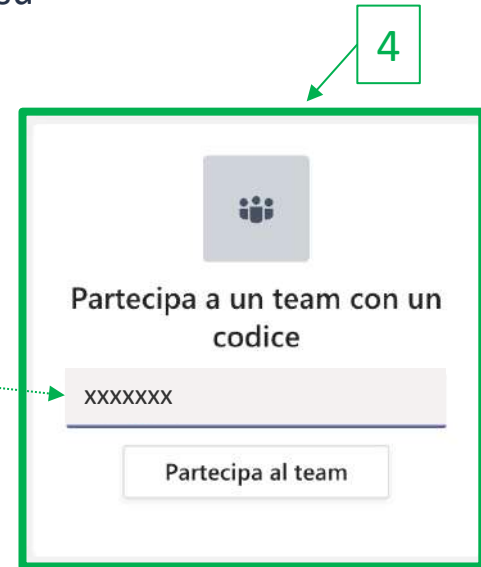 4
Partecipa a un team con un
codice
xxxxxxx
Partecipa al team